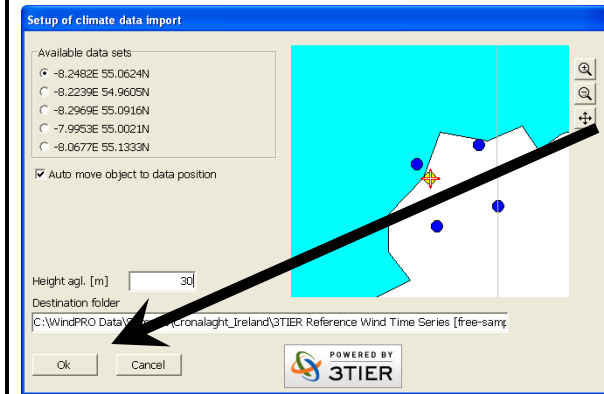 Setup of climate data import
Available data sets
-8.2482E 55.0624N
-8.2239E 54.9605N
-8.2969E 55.0916N
-7.9953E 55.0021N
-8.0677E 55.1333N
Auto move object to data position
Height agl. [m] 30
Destination folder
C:\WindPRO Data\ Cronalaght_Ireland\3TIER Reference Wind Time Series [free-samp
Ok Cancel
POWERED BY
3TIER